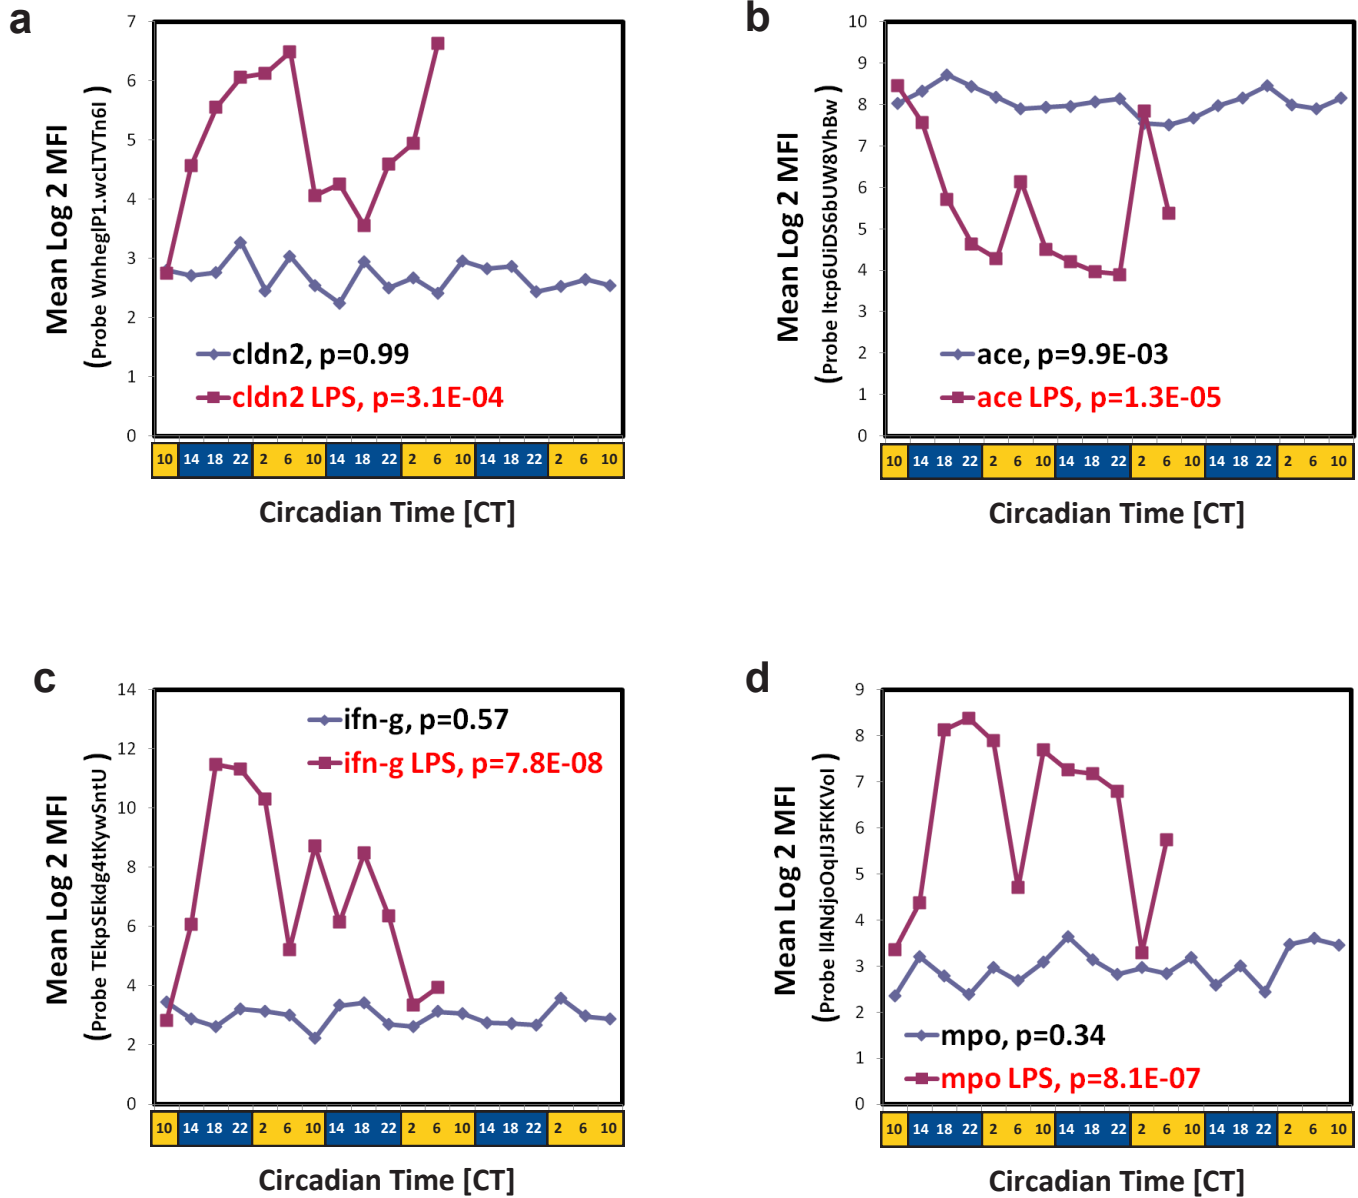 a
7
6
5
4
3
2
1
0
Mean Log 2 MFI
(Probe WnheglP1.wcLTVTn6I )
cldn2, p=0.99
cldn2 LPS, p=3.1E-04
10 14 18 22 2 6 10 14 18 22 2 6 10 14 18 22 2 6 10
Circadian Time [CT]
b
10
9
8
7
6
5
4
3
2
1
0
Mean Log 2 MFI
(Probe Itcp6UiDS6bUW8VhBw )
ace, p=9.9E-03
ace LPS, p=1.3E-05
10 14 18 22 2 6 10 14 18 22 2 6 10 14 18 22 2 6 10
Circadian Time [CT]
c
14
12
10
8
6
4
2
0
Mean Log 2 MFI
(Probe TEkpSEkdg4tKywSntU )
ifn-g, p=0.57
ifn-g LPS, p=7.8E-08
10 14 18 22 2 6 10 14 18 22 2 6 10 14 18 22 2 6 10
Circadian Time [CT]
d
9
8
7
6
5
4
3
2
1
0
Mean Log 2 MFI
(Probe ll4NdjoOqIJ3FKKVoI )
mpo, p=0.34
mpo LPS, p=8.1E-07
10 14 18 22 2 6 10 14 18 22 2 6 10 14 18 22 2 6 10
Circadian Time [CT]